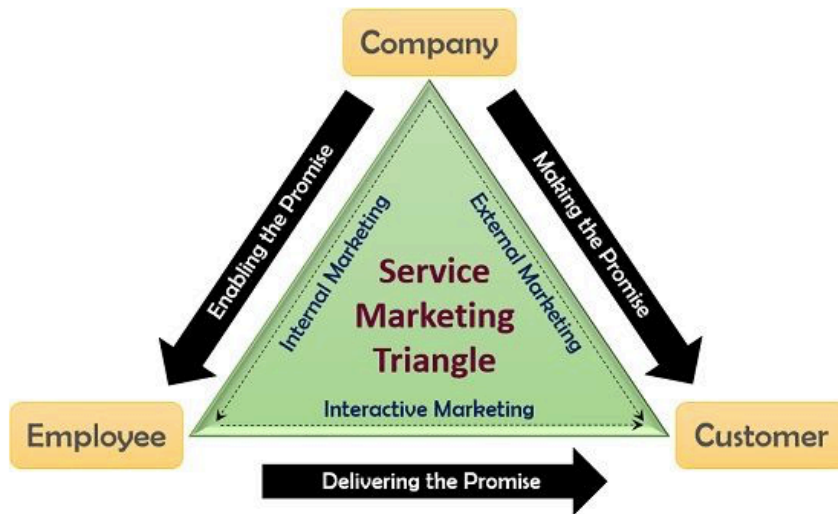 Company
Enabling the Promise
Making the Promise
Internal Marketing
External Marketing
Service
Marketing
Triangle
Interactive Marketing
Employee
Customer
Delivering the Promise